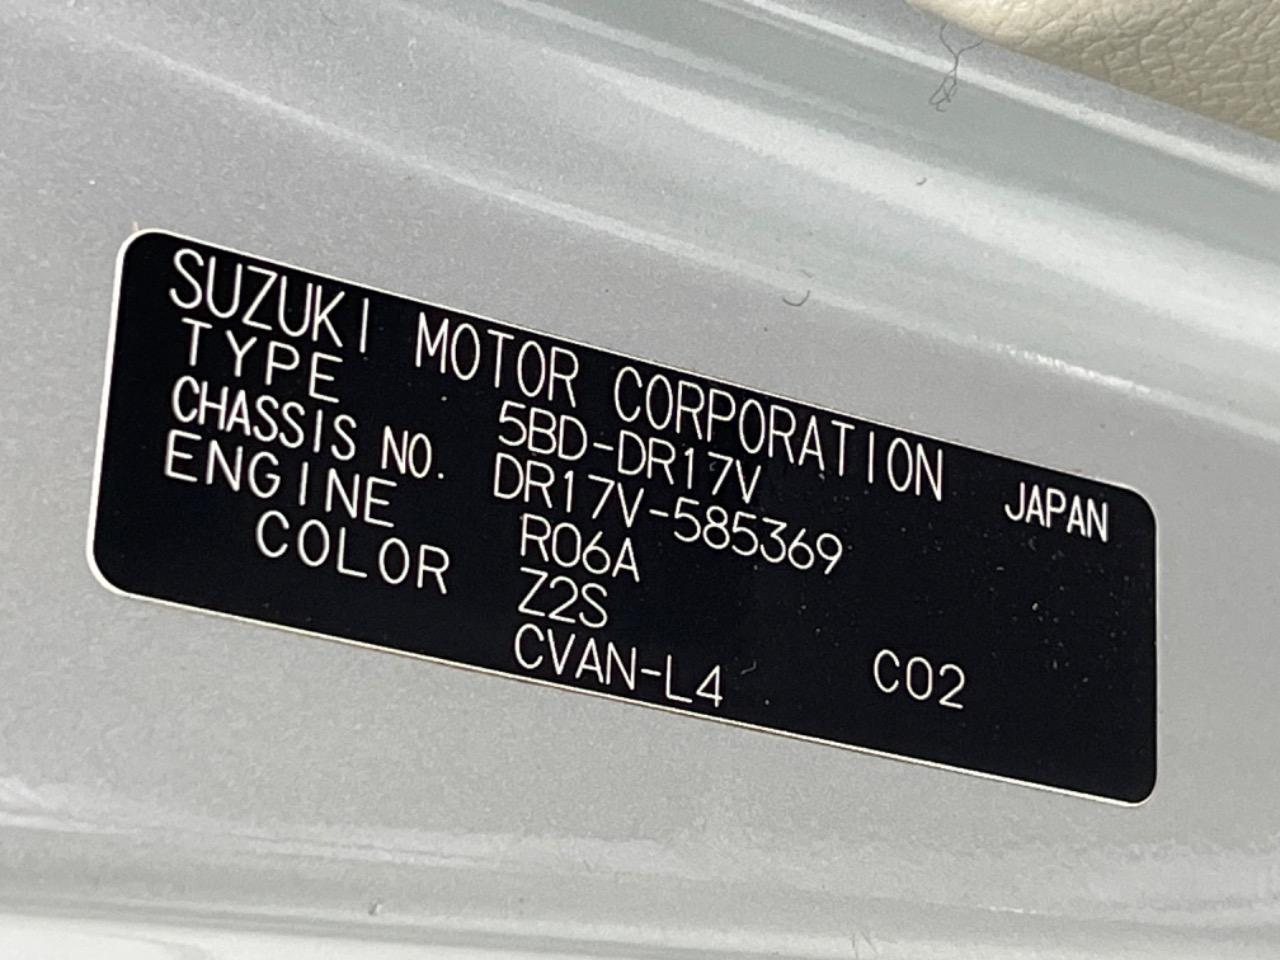 SUZUKI MOTOR CORPORATION JAPAN
TYPE 5BD-DR17V
CHASSIS NO. DR17V-585369
ENGINE R06A
COLOR Z2S
CVAN-L4 C02